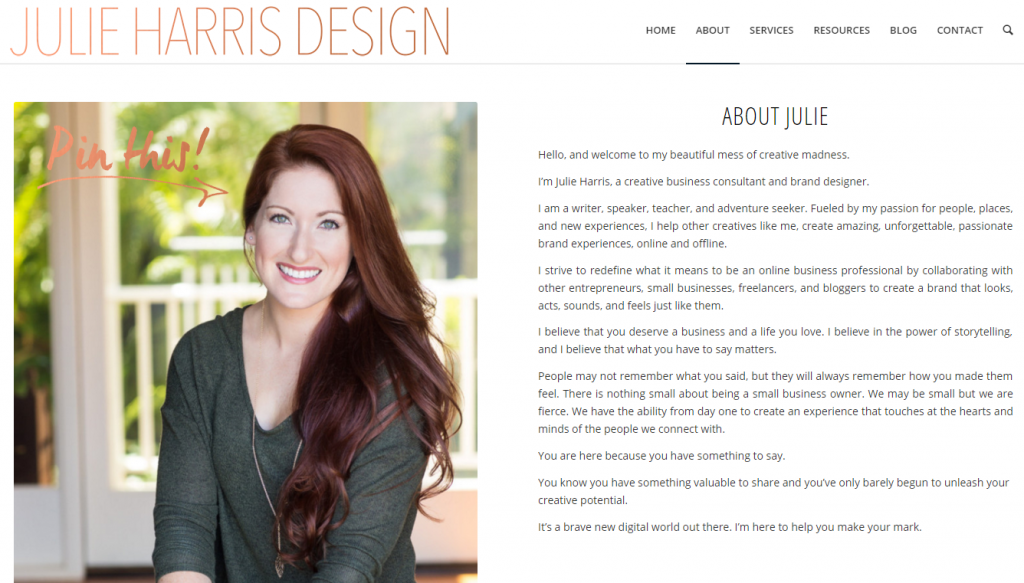 JULIE HARRIS DESIGN
HOME ABOUT SERVICES RESOURCES BLOG CONTACT
Pin this!
ABOUT JULIE
Hello, and welcome to my beautiful mess of creative madness.
I'm Julie Harris, a creative business consultant and brand designer.
I am a writer, speaker, teacher, and adventure seeker. Fueled by my passion for people, places,
and new experiences, I help other creatives like me, create amazing, unforgettable, passionate
brand experiences, online and offline.
I strive to redefine what it means to be an online business professional by collaborating with
other entrepreneurs, small businesses, freelancers, and bloggers to create a brand that looks,
acts, sounds, and feels just like them.
I believe that you deserve a business and a life you love. I believe in the power of storytelling,
and I believe that what you have to say matters.
People may not remember what you said, but they will always remember how you made them
feel. There is nothing small about being a small business owner. We may be small but we are
fierce. We have the ability from day one to create an experience that touches at the hearts and
minds of the people we connect with.
You are here because you have something to say.
You know you have something valuable to share and you've only barely begun to unleash your
creative potential.
It's a brave new digital world out there. I'm here to help you make your mark.